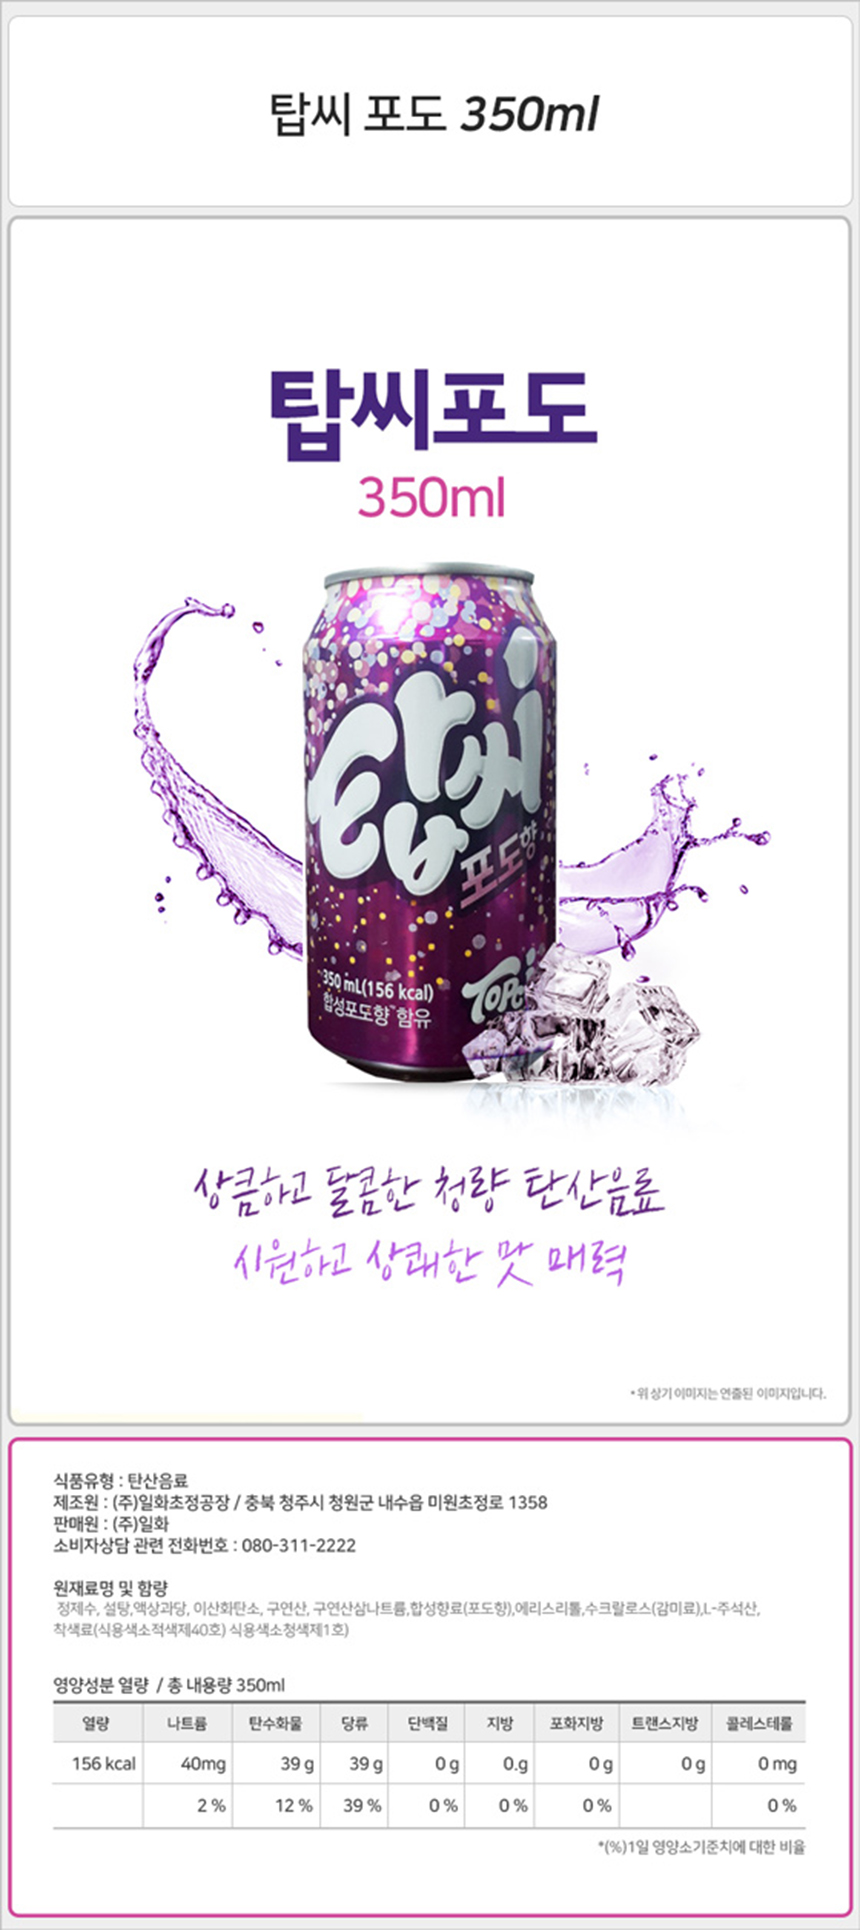 탑씨 포도 350ml
탑씨포도
350ml
탑씨
포도향
350 mL(156 kcal)
합성포도향 함유
상큼하고 달콤한 청량 탄산음료
시원하고 상쾌한 맛 매력
*위 상기 이미지는 연출된 이미지입니다.
식품유형 : 탄산음료
제조원 : (주)일화초정공장 / 충북 청주시 청원군 내수읍 미원초정로 1358
판매원 : (주)일화
소비자상담 관련 전화번호 : 080-311-2222
원재료명 및 함량
정제수, 설탕,액상과당, 이산화탄소, 구연산, 구연산삼나트륨,합성향료(포도향),에리스리톨,수크랄로스(감미료),L-주석산,
착색료(식용색소적색제40호) 식용색소청색제1호)
영양성분 열량 / 총 내용량 350ml
열량 나트륨 탄수화물 당류 단백질 지방 포화지방 트랜스지방 콜레스테롤
156 kcal 40mg 39 g 39 g 0 g 0.g 0 g 0 g 0 mg
2 % 12 % 39 % 0 % 0 % 0 % 0 %
*(%)1일 영양소기준치에 대한 비율